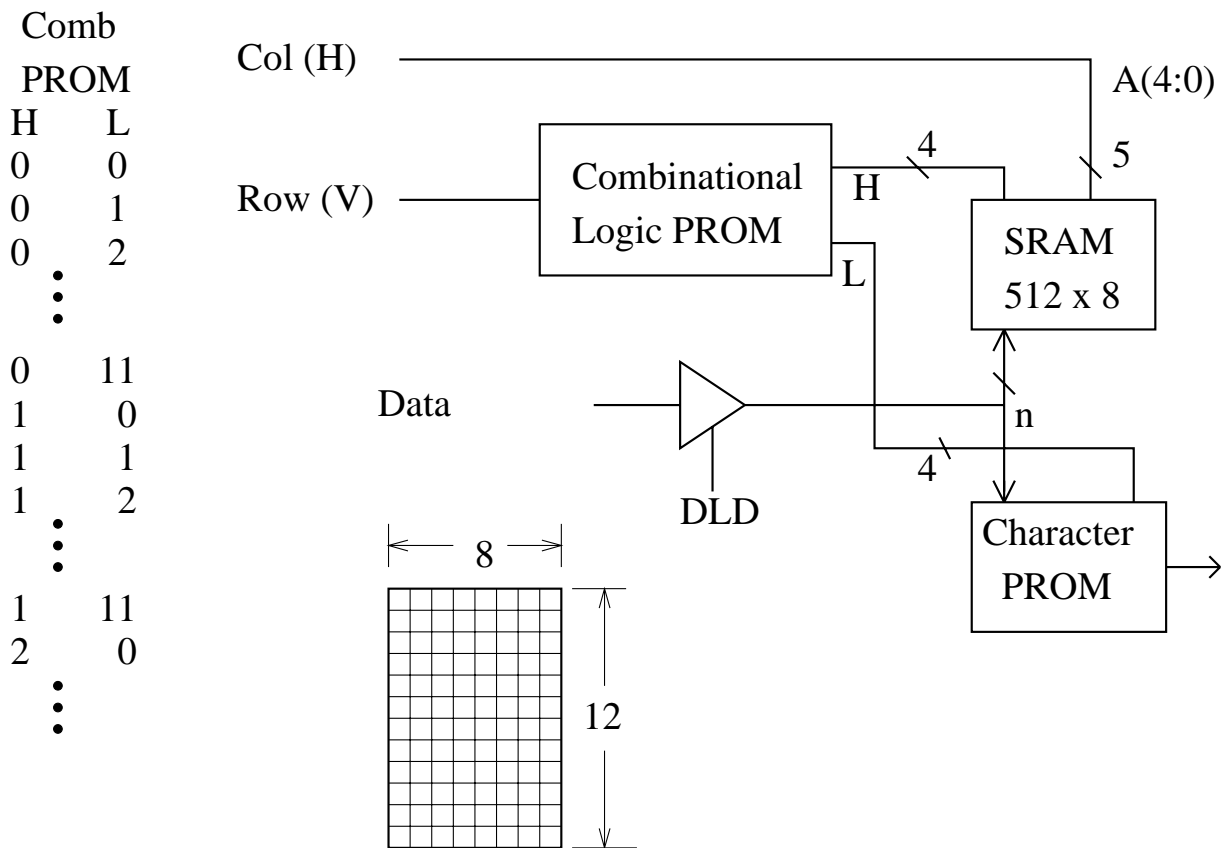 Comb
PROM
H L
0 0
0 1
0 2
0 11
1 0
1 1
1 2
1 11
2 0
Col (H)
A(4:0)
Row (V)
Combinational
Logic PROM
H
L
4
5
SRAM
512 x 8
Data
DLD
n
4
Character
PROM
8
12